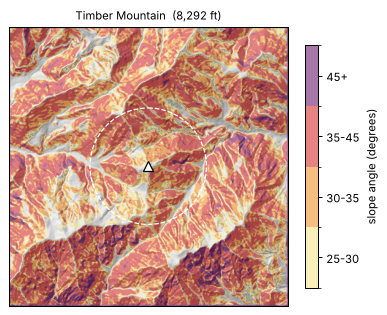 Timber Mountain  (8,292 ft)
45+
35-45
30-35
25-30
slope angle (degrees)